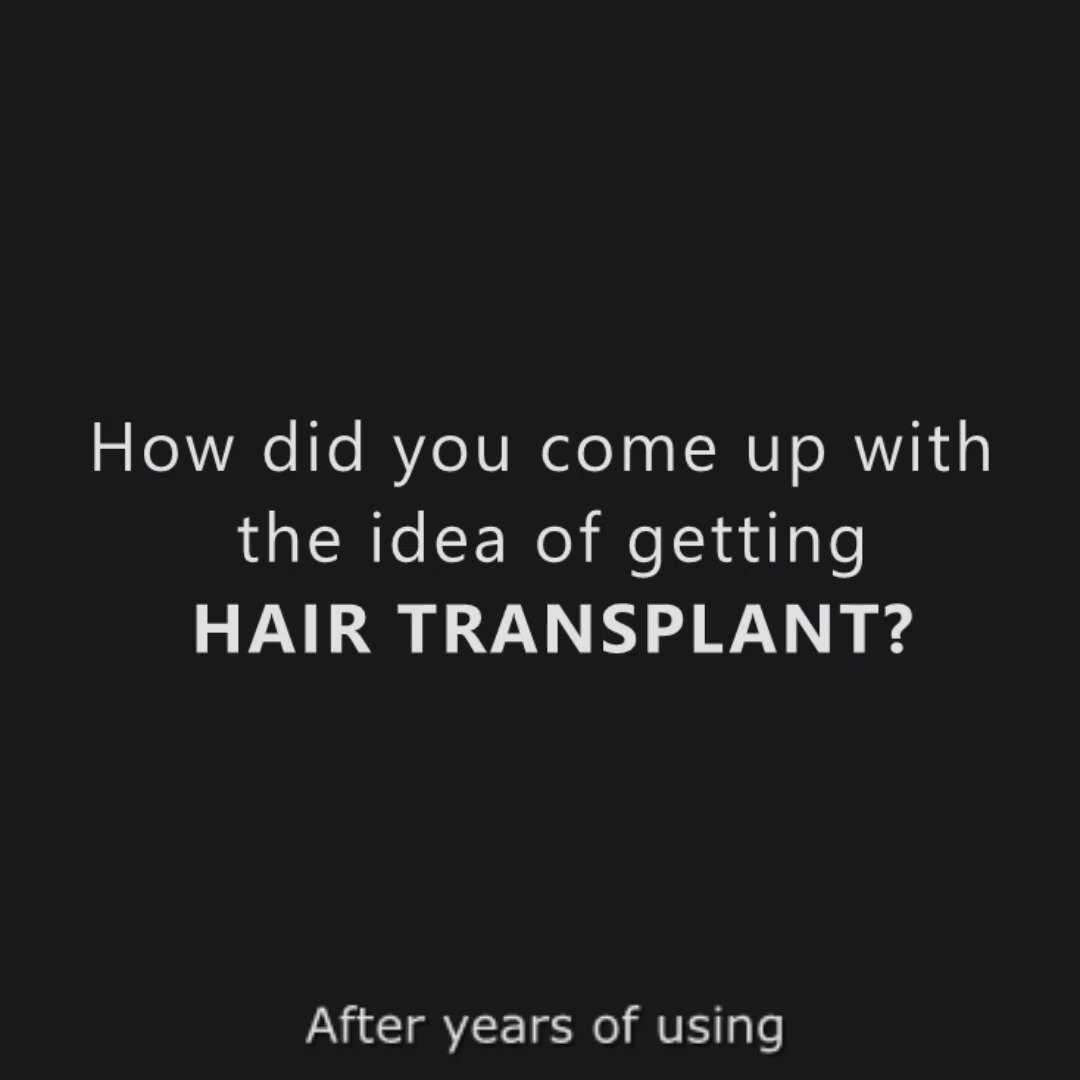 How did you come up with
the idea of getting
HAIR TRANSPLANT?
After years of using